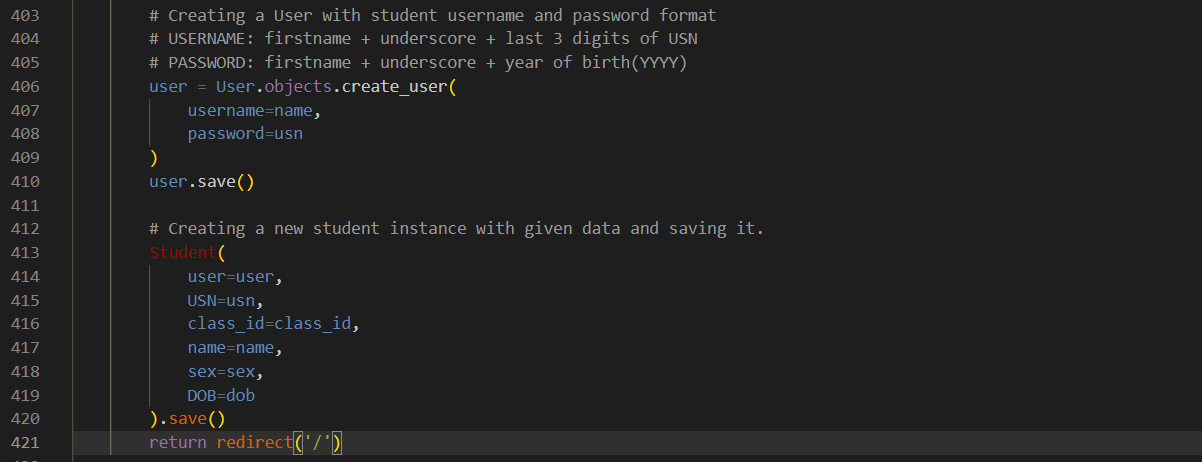 403 # Creating a User with student username and password format
404 # USERNAME: firstname + underscore + last 3 digits of USN
405 # PASSWORD: firstname + underscore + year of birth(YYYY)
406 user = User.objects.create_user(
407 username=name,
408 password=usn
409 )
410 user.save()
411
412 # Creating a new student instance with given data and saving it.
413 Student(
414 user=user,
415 USN=usn,
416 class_id=class_id,
417 name=name,
418 sex=sex,
419 DOB=dob
420 ).save()
421 return redirect('/')